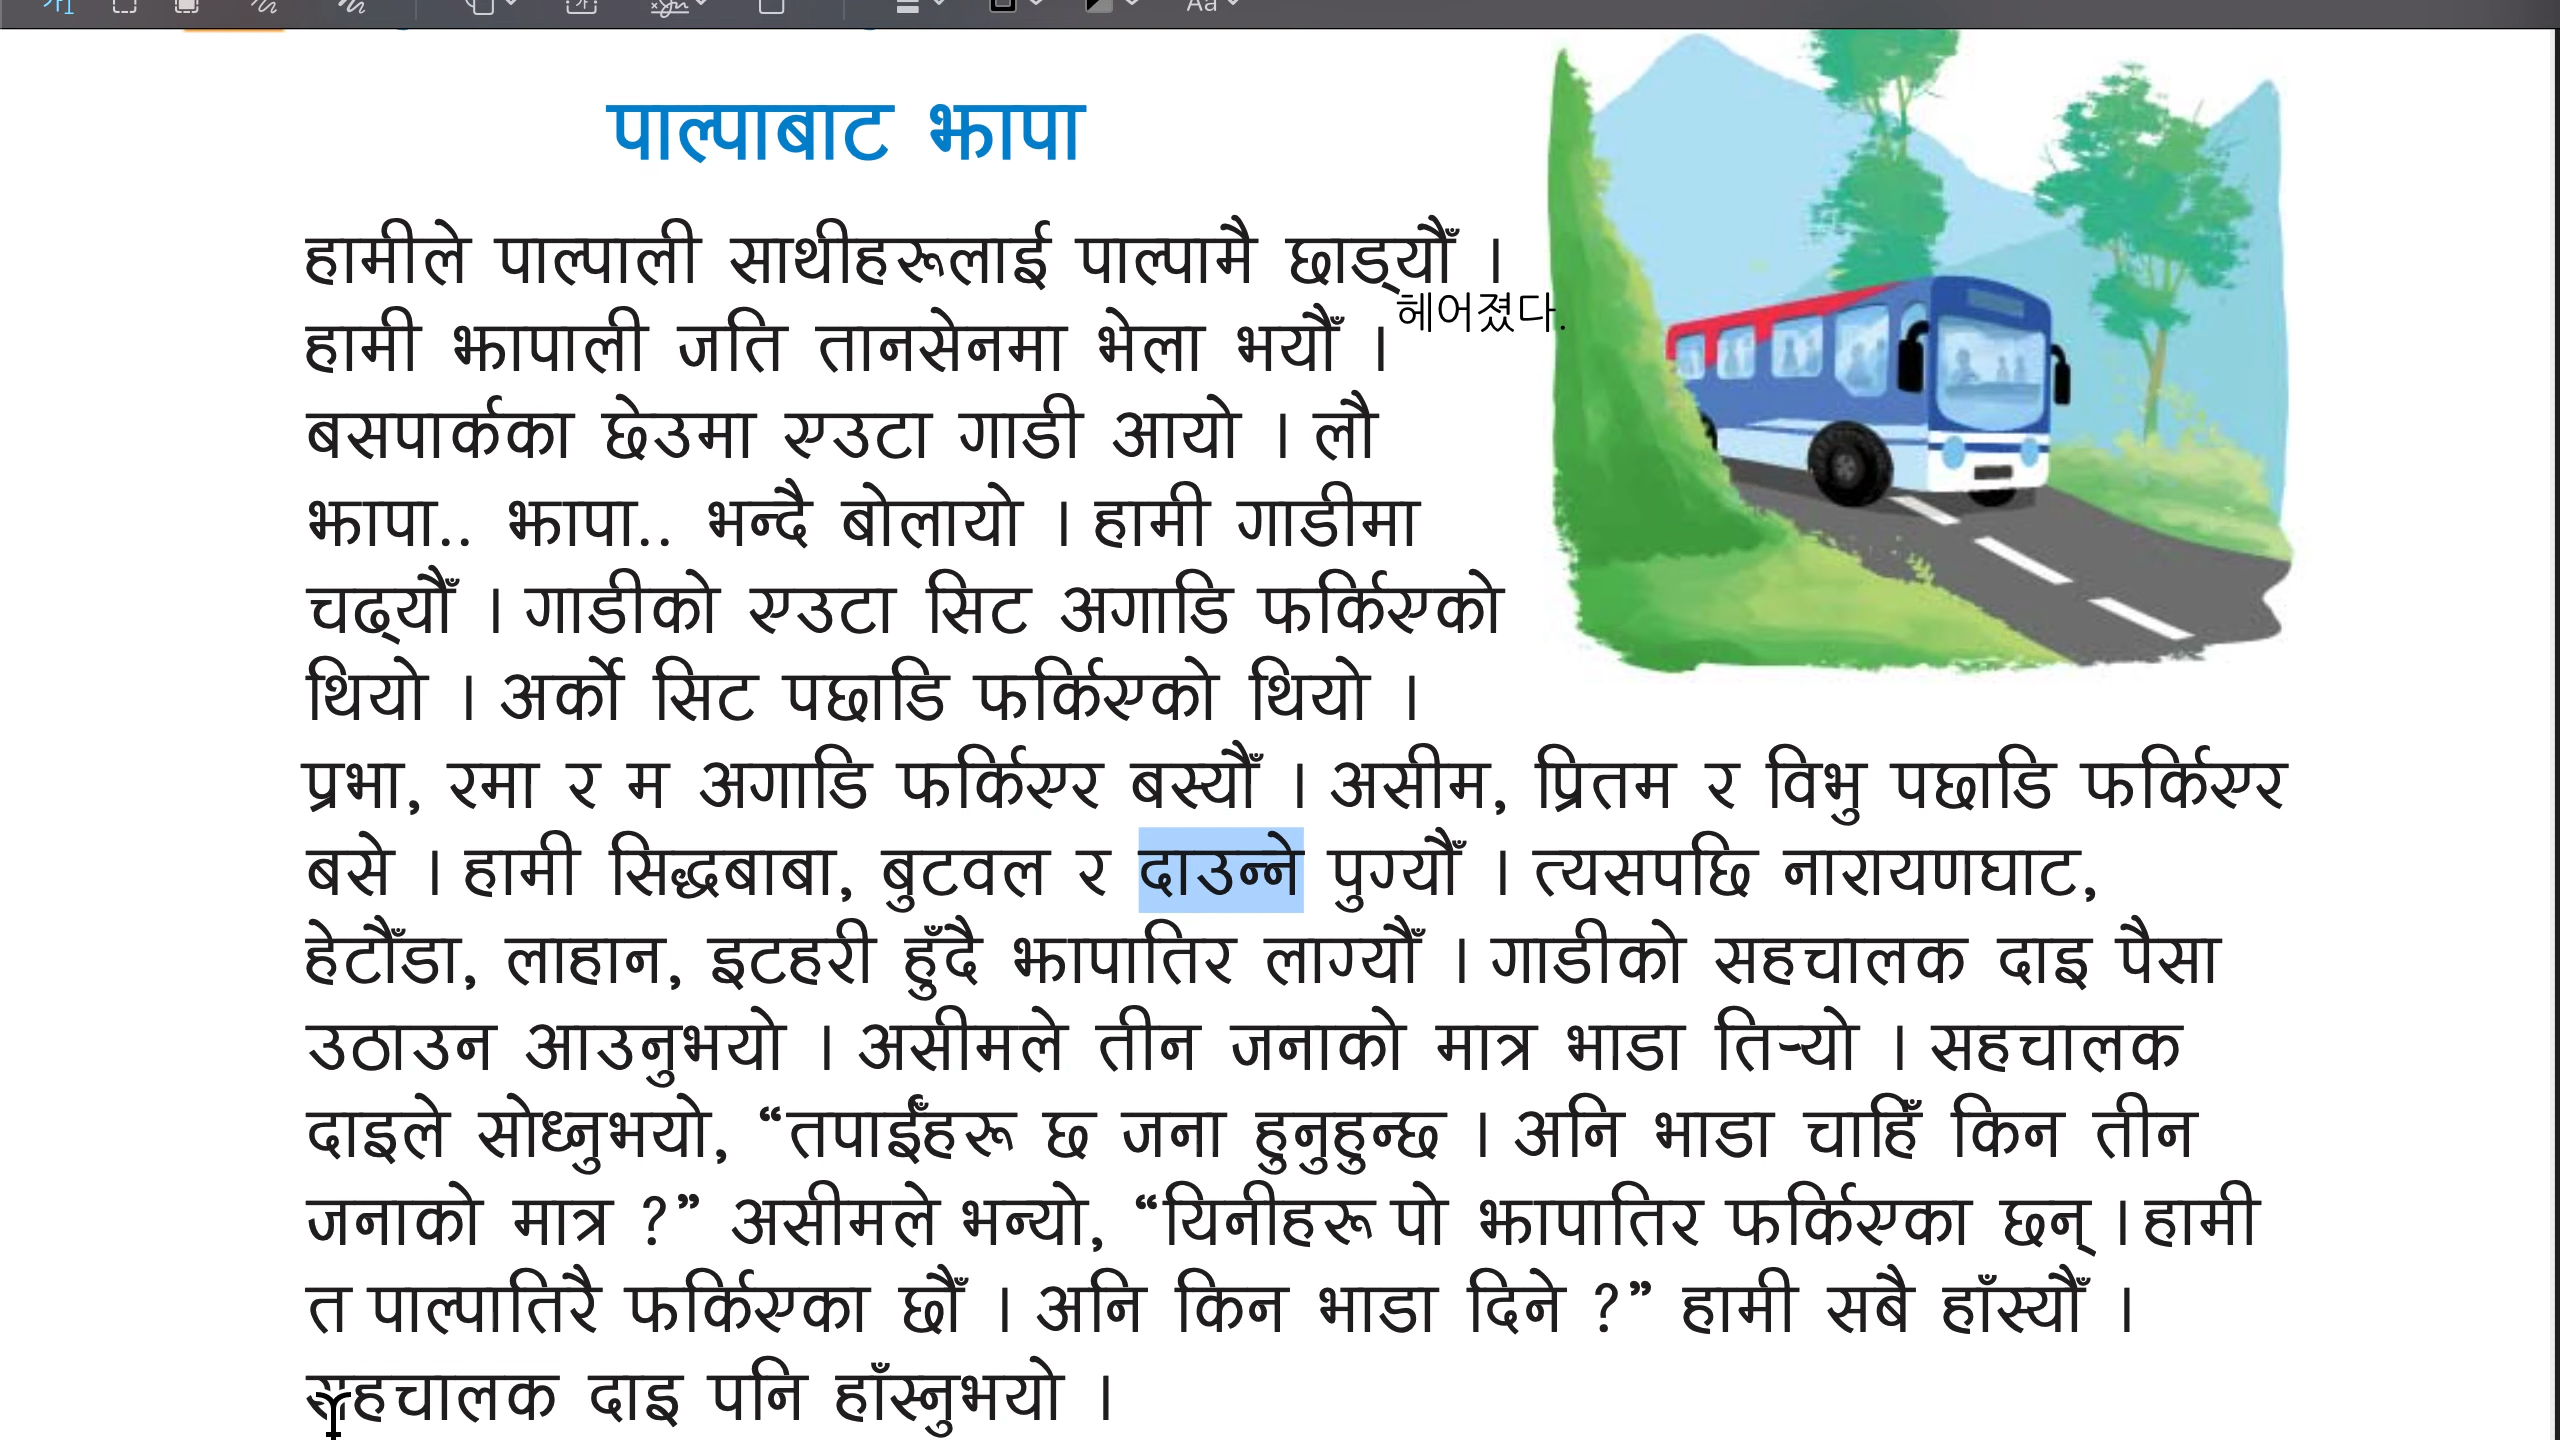 Aa
पाल्पाबाट झापा
हामीले पाल्पाली साथीहरूलाई पाल्पामै छाड्यौँ ।
헤어졌다.
हामी झापाली जति तानसेनमा भेला भयौँ ।
बसपार्कका छेउमा एउटा गाडी आयो । लौ
झापा.. झापा.. भन्दै बोलायो । हामी गाडीमा
चढ्यौँ । गाडीको एउटा सिट अगाडि फर्किएको
थियो । अर्को सिट पछाडि फर्किएको थियो ।
प्रभा, रमा र म अगाडि फर्किएर बस्यौँ । असीम, प्रितम र विभु पछाडि फर्किएर
बसे । हामी सिद्धबाबा, बुटवल र दाउन्ने पुग्यौँ । त्यसपछि नारायणघाट,
हेटौँडा, लाहान, इटहरी हुँदै झापातिर लाग्यौँ । गाडीको सहचालक दाइ पैसा
उठाउन आउनुभयो । असीमले तीन जनाको मात्र भाडा तिर्‍यो । सहचालक
दाइले सोध्नुभयो, “तपाईँहरू छ जना हुनुहुन्छ । अनि भाडा चाहिँ किन तीन
जनाको मात्र ?” असीमले भन्यो, “यिनीहरू पो झापातिर फर्किएका छन् । हामी
त पाल्पातिरै फर्किएका छौँ । अनि किन भाडा दिने ?” हामी सबै हाँस्यौँ ।
सहचालक दाइ पनि हाँस्नुभयो ।